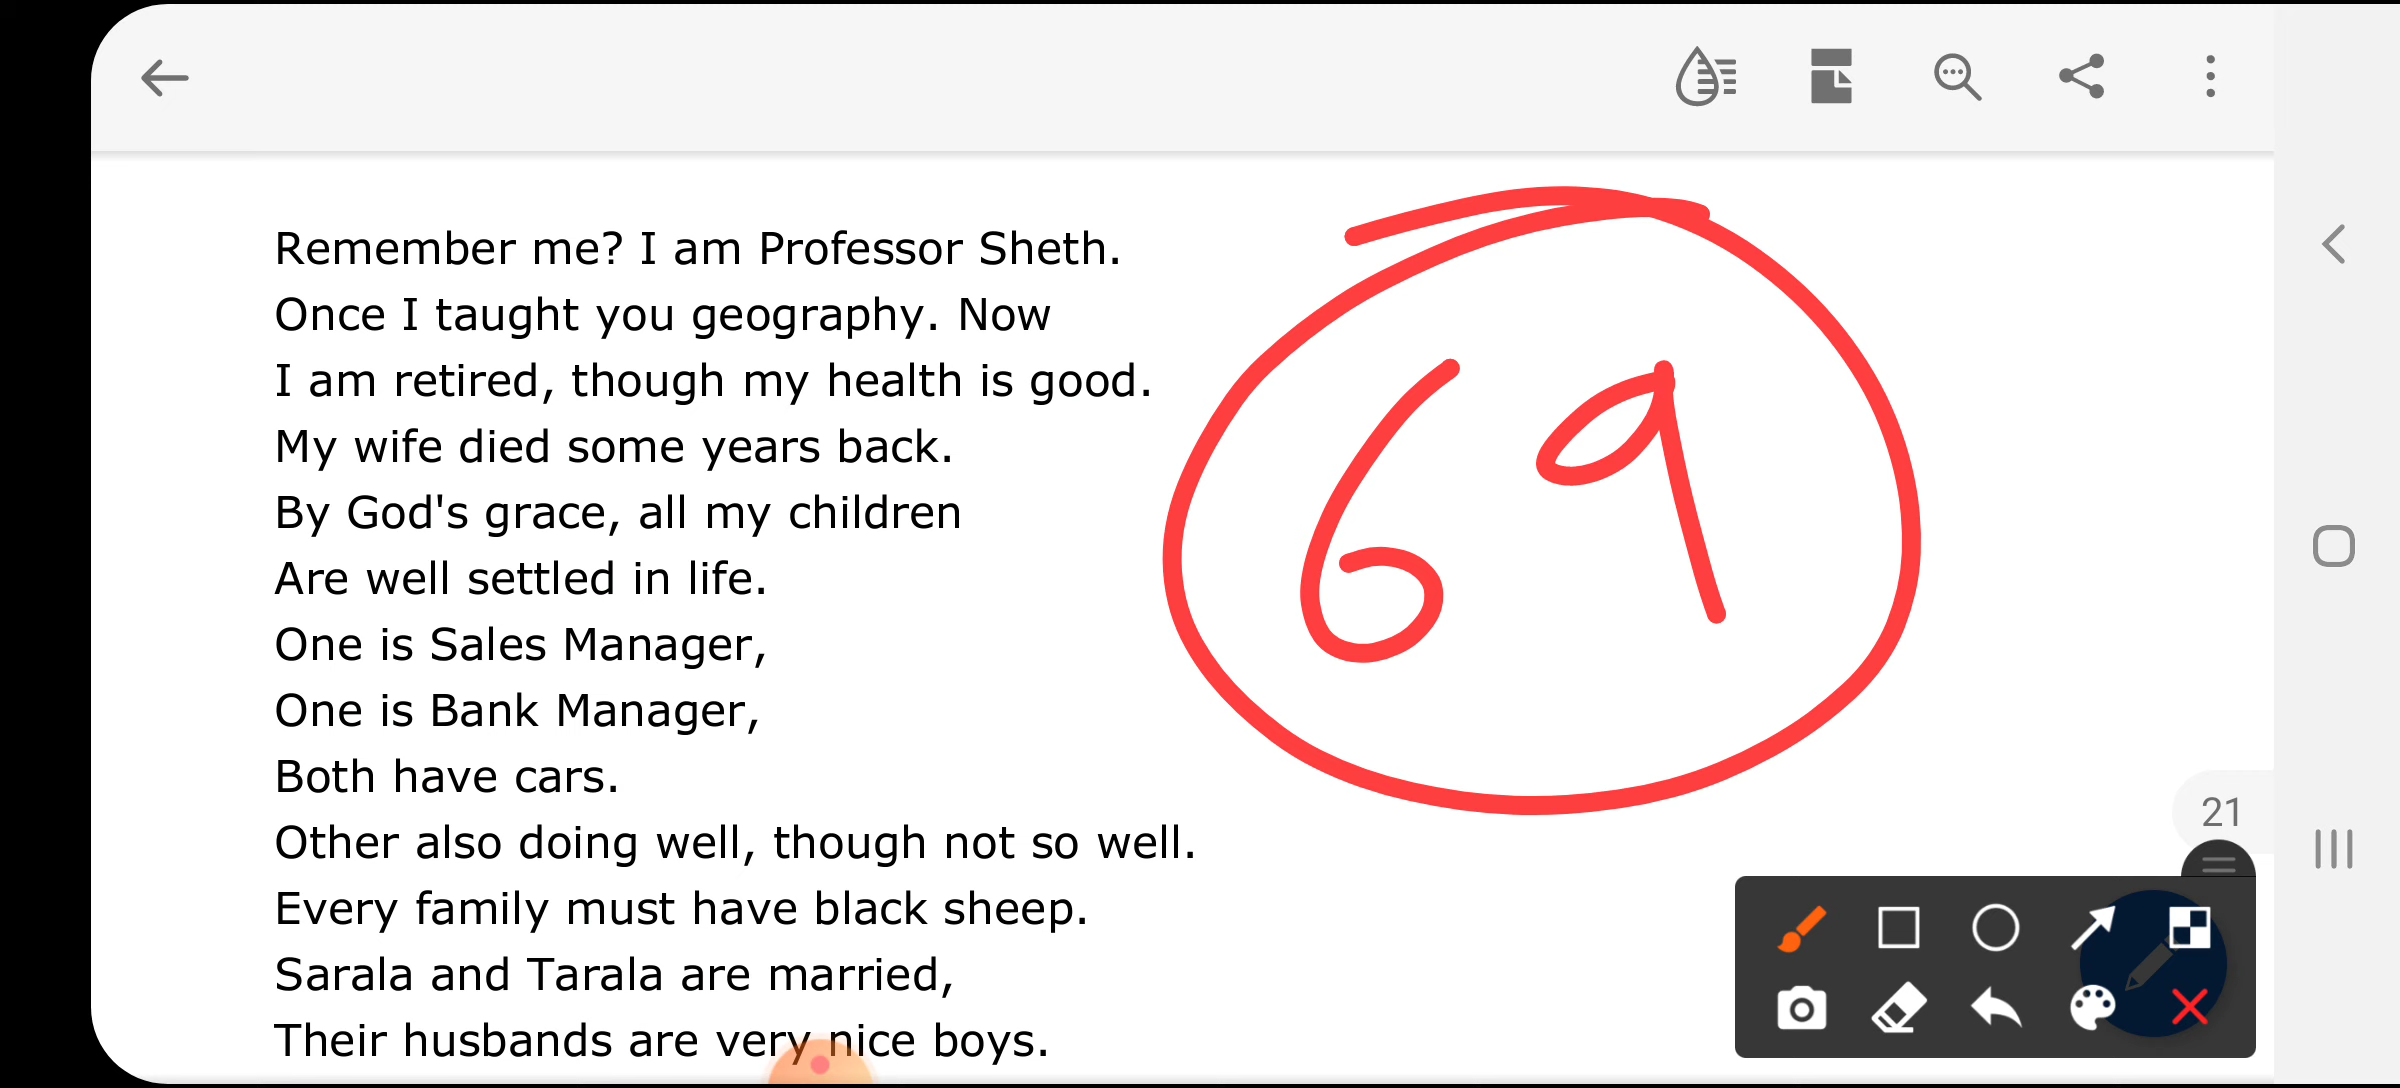 Remember me? I am Professor Sheth.
Once I taught you geography. Now
I am retired, though my health is good.
My wife died some years back.
By God's grace, all my children
Are well settled in life.
One is Sales Manager,
One is Bank Manager,
Both have cars.
Other also doing well, though not so well.
Every family must have black sheep.
Sarala and Tarala are married,
Their husbands are very nice boys.
69
21